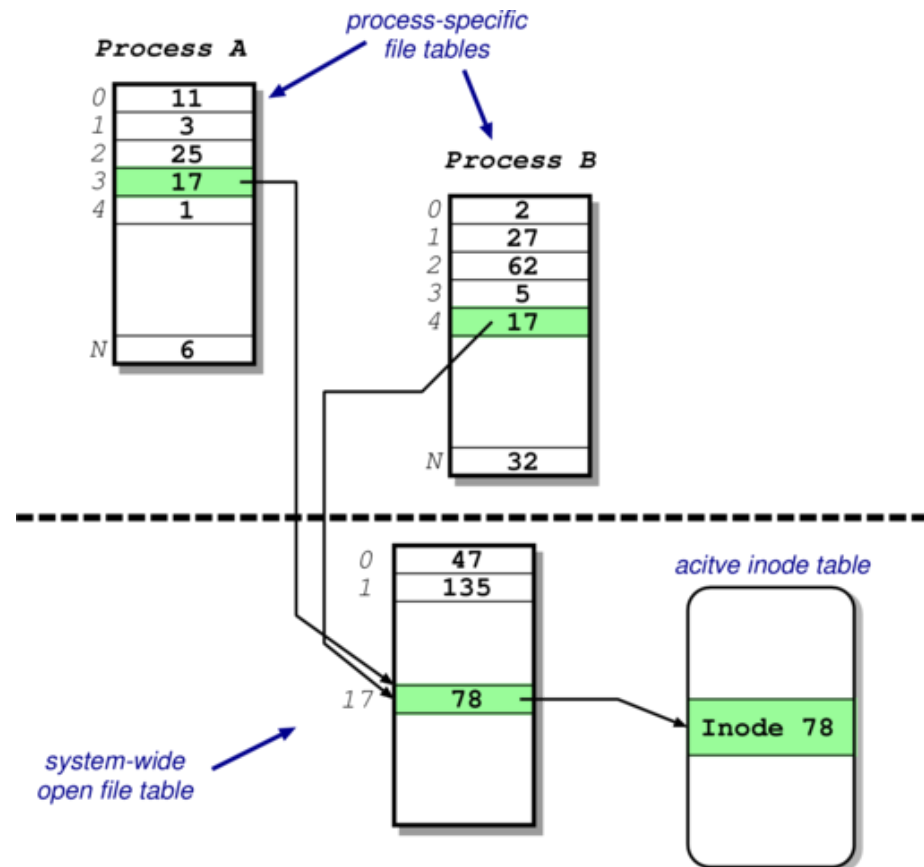 process-specific
file tables
Process A
0 11
1 3
2 25
3 17
4 1
N 6
Process B
0 2
1 27
2 62
3 5
4 17
N 32
0 47
1 135
17 78
system-wide
open file table
acitve inode table
Inode 78